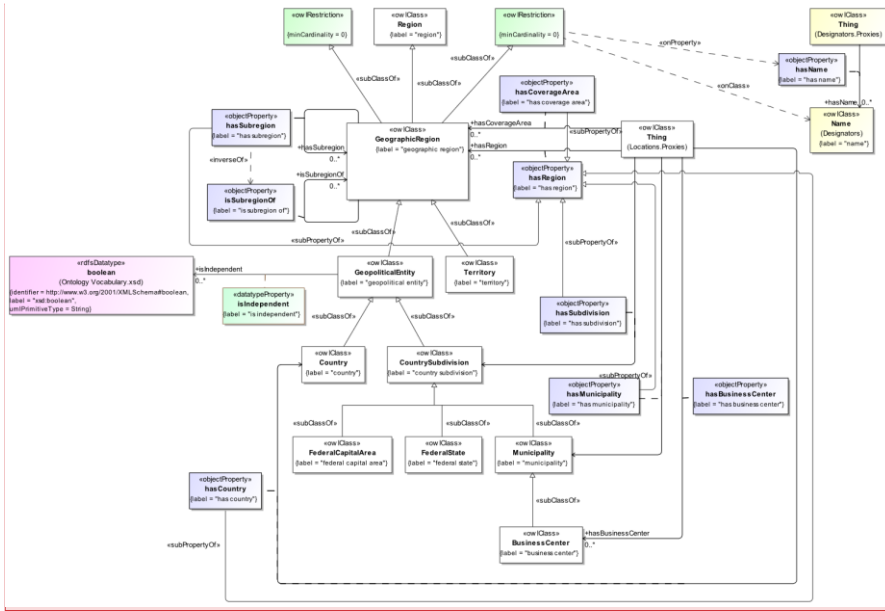 «owlRestriction»
{minCardinality = 0}
«owlClass»
Region
{label = "region"}
«owlRestriction»
{minCardinality = 0}
«owlClass»
Thing
(Designators.Proxies)
«onProperty»
«objectProperty»
hasName
{label = "has name"}
«subClassOf»
«subClassOf»
«subClassOf»
«onClass»
«objectProperty»
hasCoverageArea
{label = "has coverage area"}
+hasName 0..*
«owlClass»
Name
(Designators)
{label = "name"}
«objectProperty»
hasSubregion
{label = "has subregion"}
+hasSubregion
0..*
«owlClass»
GeographicRegion
{label = "geographic region"}
+hasCoverageArea
0..*
«subPropertyOf»
«owlClass»
Thing
(Locations.Proxies)
+hasRegion
0..*
«inverseOf»
+isSubregionOf
0..*
«objectProperty»
isSubregionOf
{label = "is subregion of"}
«objectProperty»
hasRegion
{label = "has region"}
«subPropertyOf»
«subClassOf»
«subClassOf»
«subPropertyOf»
«rdfsDatatype»
boolean
(Ontology Vocabulary.xsd)
{identifier = http://www.w3.org/2001/XMLSchema#boolean,
label = "xsd:boolean",
umlPrimitiveType = String}
+isIndependent
0..*
«datatypeProperty»
isIndependent
{label = "is independent"}
«owlClass»
GeopoliticalEntity
{label = "geopolitical entity"}
«owlClass»
Territory
{label = "territory"}
«objectProperty»
hasSubdivision
{label = "has subdivision"}
«subClassOf»
«subClassOf»
«owlClass»
Country
{label = "country"}
«owlClass»
CountrySubdivision
{label = "country subdivision"}
«subPropertyOf»
«objectProperty»
hasMunicipality
{label = "has municipality"}
«objectProperty»
hasBusinessCenter
{label = "has business center"}
«subClassOf»
«subClassOf»
«subClassOf»
«owlClass»
FederalCapitalArea
{label = "federal capital area"}
«owlClass»
FederalState
{label = "federal state"}
«owlClass»
Municipality
{label = "municipality"}
«objectProperty»
hasCountry
{label = "has country"}
«subClassOf»
«subPropertyOf»
«owlClass»
BusinessCenter
{label = "business center"}
+hasBusinessCenter
0..*